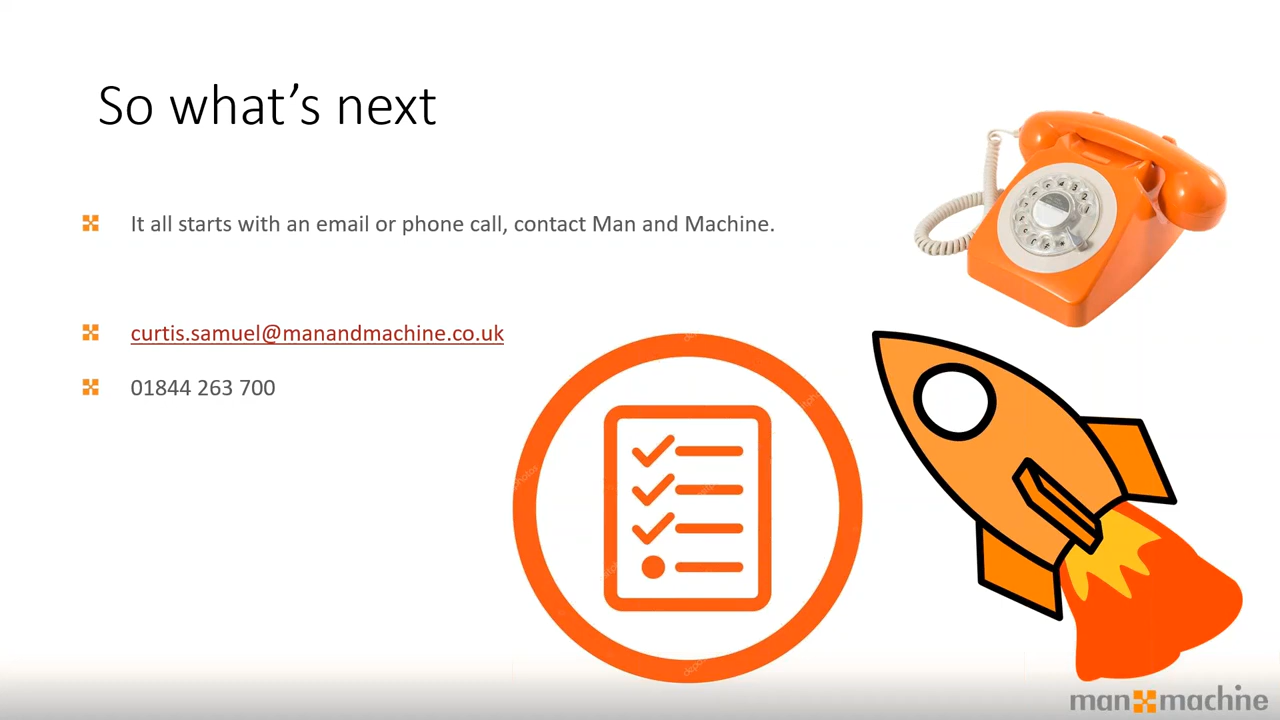 So what’s next
It all starts with an email or phone call, contact Man and Machine.
curtis.samuel@manandmachine.co.uk
01844 263 700
man machine